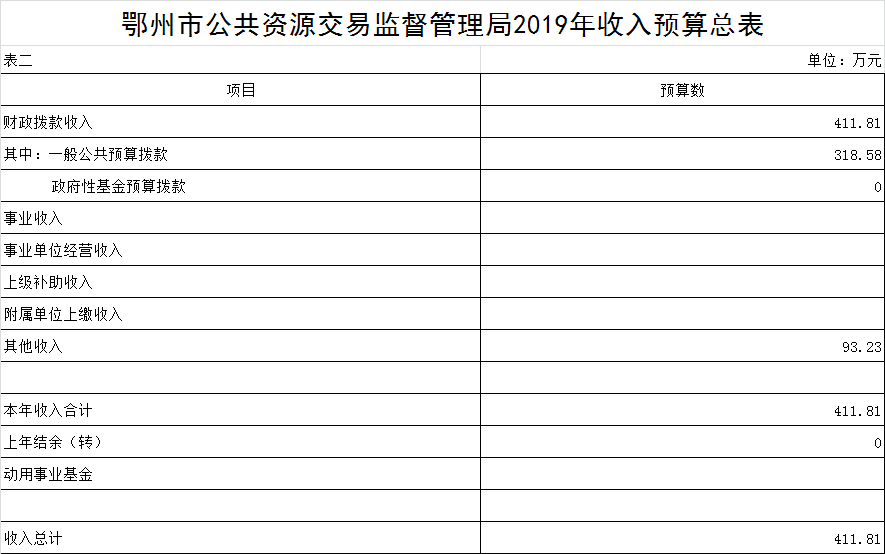 鄂州市公共资源交易监督管理局2019年收入预算总表
表二 单位：万元
项目 预算数
财政拨款收入 411.81
其中：一般公共预算拨款 318.58
政府性基金预算拨款 0
事业收入
事业单位经营收入
上级补助收入
附属单位上缴收入
其他收入 93.23
本年收入合计 411.81
上年结余（转） 0
动用事业基金
收入总计 411.81